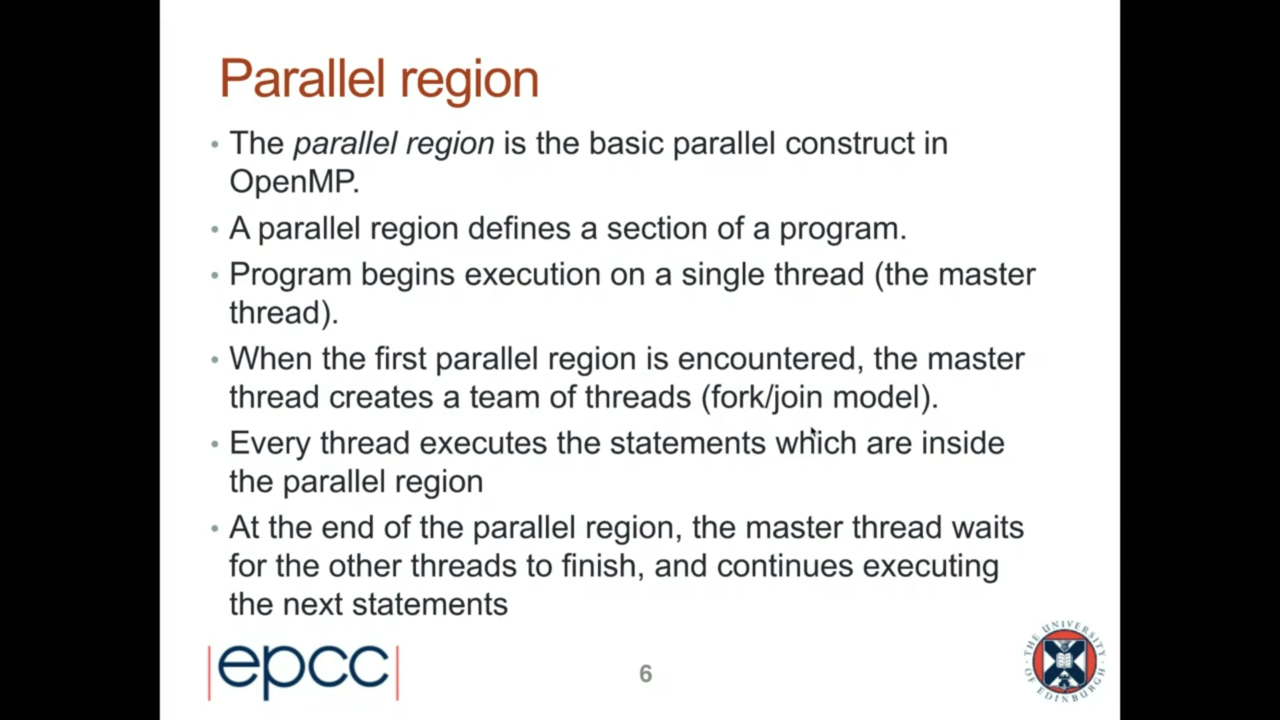 Parallel region
• The parallel region is the basic parallel construct in
OpenMP.
• A parallel region defines a section of a program.
• Program begins execution on a single thread (the master
thread).
• When the first parallel region is encountered, the master
thread creates a team of threads (fork/join model).
• Every thread executes the statements which are inside
the parallel region
• At the end of the parallel region, the master thread waits
for the other threads to finish, and continues executing
the next statements
|epcc|
6
THE UNIVERSITY
OF EDINBURGH